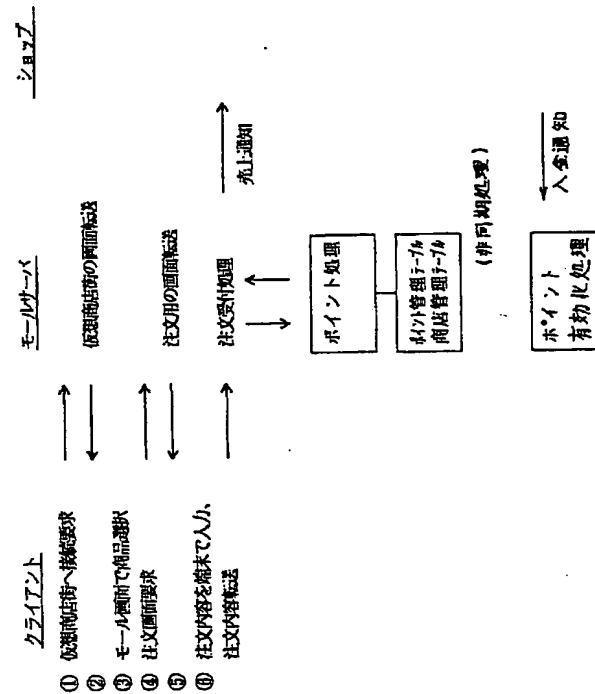 クライアント
モールサーバ
ショップ
① 仮想商店街へ接続要求
② 仮想商店街の画面転送
③ モール画面で商品選択
④ 注文画面要求
⑤ 注文用の画面転送
⑥ 注文内容を端末で入力、
注文内容転送
注文受付処理
売上通知
ポイント処理
ポイント管理テーブル
商店管理テーブル
(非同期処理)
入金通知
ポイント
有効化処理